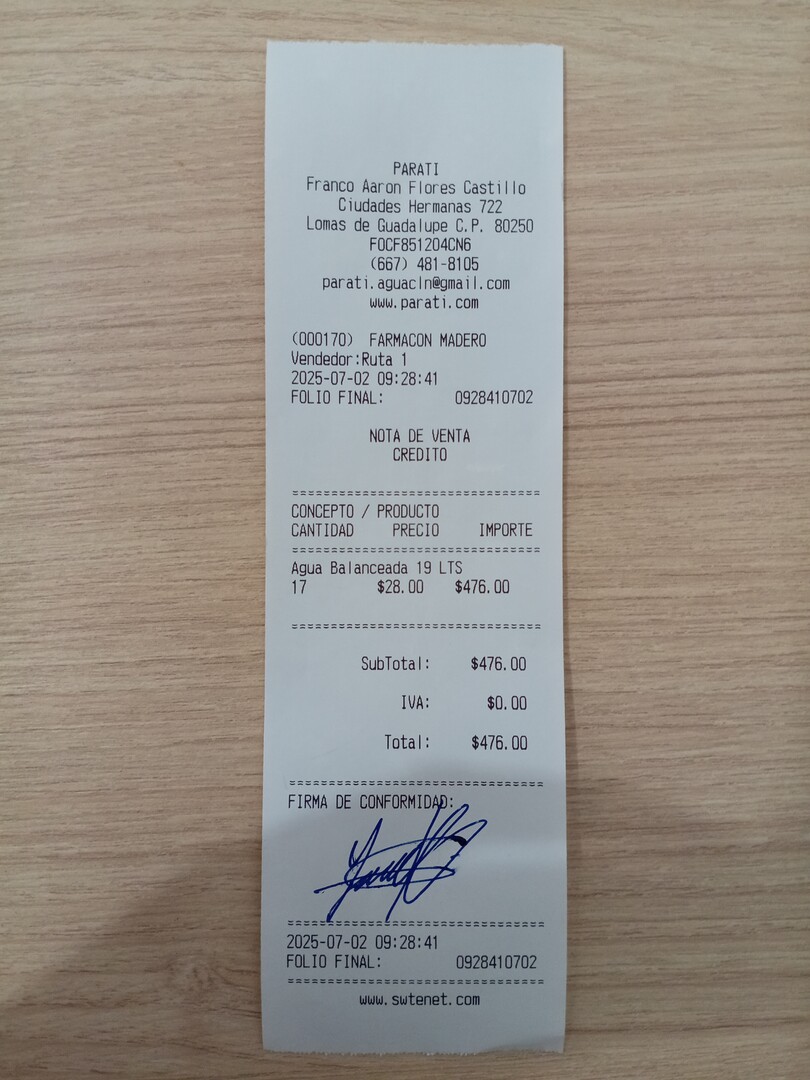 PARATI
Franco Aaron Flores Castillo
Ciudades Hermanas 722
Lomas de Guadalupe C.P. 80250
FOCF851204CN6
(667) 481-8105
parati.aguacln@gmail.com
www.parati.com
(000170) FARMACON MADERO
Vendedor:Ruta 1
2025-07-02 09:28:41
FOLIO FINAL: 0928410702
NOTA DE VENTA
CREDITO
CONCEPTO / PRODUCTO
CANTIDAD PRECIO IMPORTE
Agua Balanceada 19 LTS
17 $28.00 $476.00
SubTotal: $476.00
IVA: $0.00
Total: $476.00
FIRMA DE CONFORMIDAD:
2025-07-02 09:28:41
FOLIO FINAL: 0928410702
www.swtenet.com